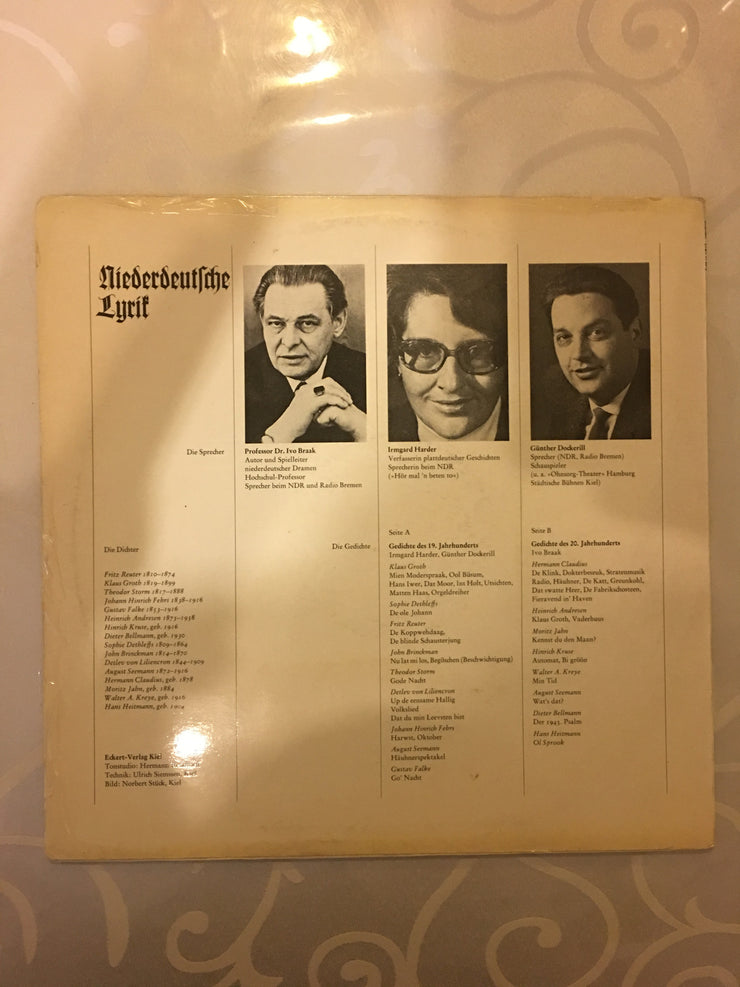 Niederdeutsche
Lyrik
Die Sprecher
Professor Dr. Ivo Braak
Autor und Spielleiter
niederdeutscher Dramen
Hochschul-Professor
Sprecher beim NDR und Radio Bremen
Irmgard Harder
Verfasserin plattdeutscher Geschichten
Sprecherin beim NDR
(»Hör mal 'n beten to«)
Günther Dockerill
Sprecher (NDR, Radio Bremen)
Schauspieler
(u. a. »Ohnsorg-Theater« Hamburg
Städtische Bühnen Kiel)
Die Dichter
Fritz Reuter 1810–1874
Klaus Groth 1819–1899
Theodor Storm 1817–1888
Johann Hinrich Fehrs 1838–1916
Gustav Falke 1853–1916
Heinrich Andresen 1875–1938
Hinrich Kruse, geb. 1916
Dieter Bellmann, geb. 1930
Sophie Dethleffs 1809–1864
John Brinckman 1814–1870
Detlev von Liliencron 1844–1909
August Seemann 1872–1916
Hermann Claudius, geb. 1878
Moritz Jahn, geb. 1884
Walter A. Kreye, geb. 1916
Hans Heitmann, geb.
Eckart-Verlag Kiel
Tonstudio: Hermann
Technik: Ulrich Siemssen, Kiel
Bild: Norbert Stück, Kiel
Die Gedichte
Seite A
Gedichte des 19. Jahrhunderts
Irmgard Harder, Günther Dockerill
Klaus Groth
Mien Modersprak, Ool Büsum,
Hans Iwer, Dat Moor, Int Holt, Utsichten,
Matten Haas, Orgeldreiher
Sophie Dethleffs
De ole Johann
Fritz Reuter
De Koppwehdaag,
De blinde Schausterjung
John Brinckman
Nu lat mi los, Begöschen (Beschwichtigung)
Theodor Storm
Gode Nacht
Detlev von Liliencron
Up de eensame Hallig
Volkslied
Dat du min Leevsten bist
Johann Hinrich Fehrs
Harwst, Oktober
August Seemann
Häuhnerspektakel
Gustav Falke
Go' Nacht
Seite B
Gedichte des 20. Jahrhunderts
Ivo Braak
Hermann Claudius
De Klink, Dokterbeseuk, Stratenmusik
Radio, Häuhner, De Katt, Greunkohl,
Dat swatte Heer, De Fabrikschosteen,
Fieravend in' Haven
Heinrich Andresen
Klaus Groth, Vaderhuus
Moritz Jahn
Kennst du den Mann?
Hinrich Kruse
Automat, Bi gröön
Walter A. Kreye
Min Tid
August Seemann
Wat's dat?
Dieter Bellmann
Der 1943. Psalm
Hans Heitmann
Ol Sprook